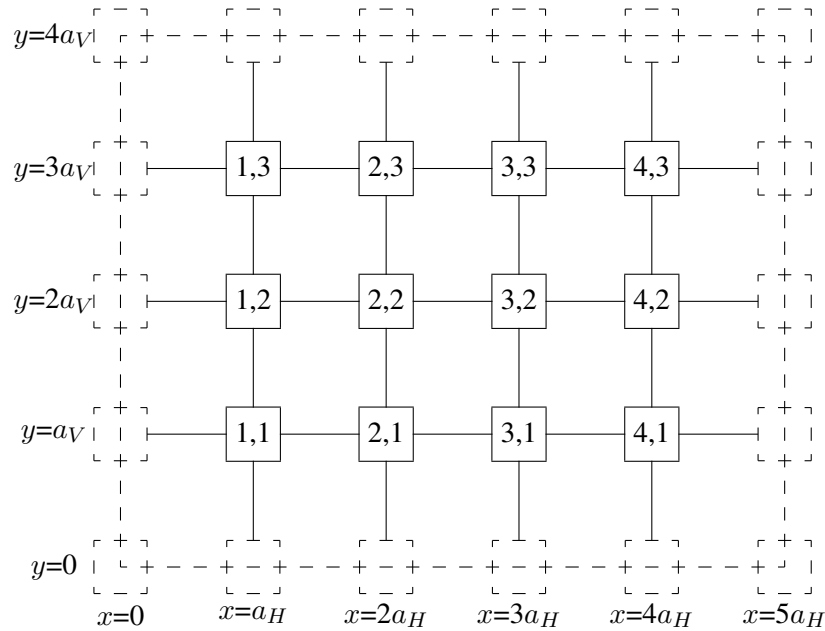 y=4a_V
y=3a_V 1,3 2,3 3,3 4,3
y=2a_V 1,2 2,2 3,2 4,2
y=a_V 1,1 2,1 3,1 4,1
y=0
x=0 x=a_H x=2a_H x=3a_H x=4a_H x=5a_H